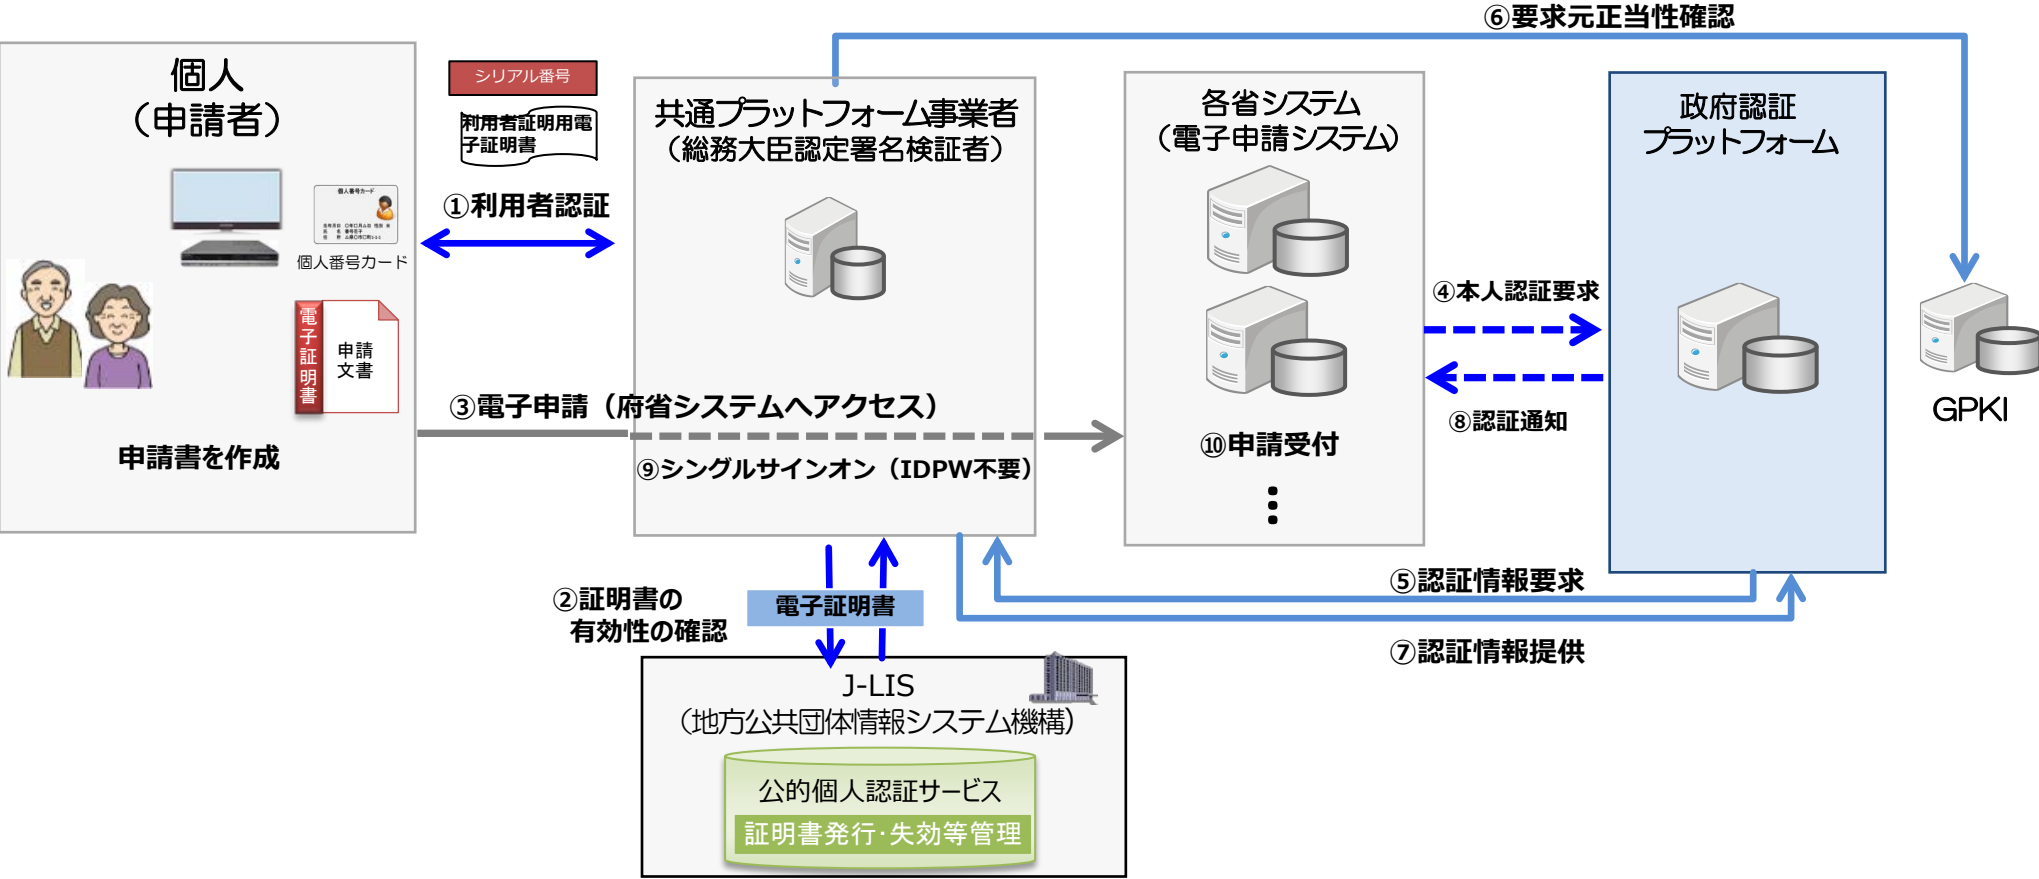 ⑥要求元正当性確認
個人
（申請者）
個人番号カード
個人番号カード
申請書を作成
電子証明書
申請
文書
シリアル番号
利用者証明用電
子証明書
①利用者認証
共通プラットフォーム事業者
（総務大臣認定署名検証者）
各省システム
（電子申請システム）
政府認証
プラットフォーム
④本人認証要求
⑧認証通知
GPKI
③電子申請（府省システムへアクセス）
⑨シングルサインオン（IDPW不要）
⑩申請受付
⑤認証情報要求
⑦認証情報提供
②証明書の
有効性の確認
電子証明書
J-LIS
（地方公共団体情報システム機構）
公的個人認証サービス
証明書発行・失効等管理